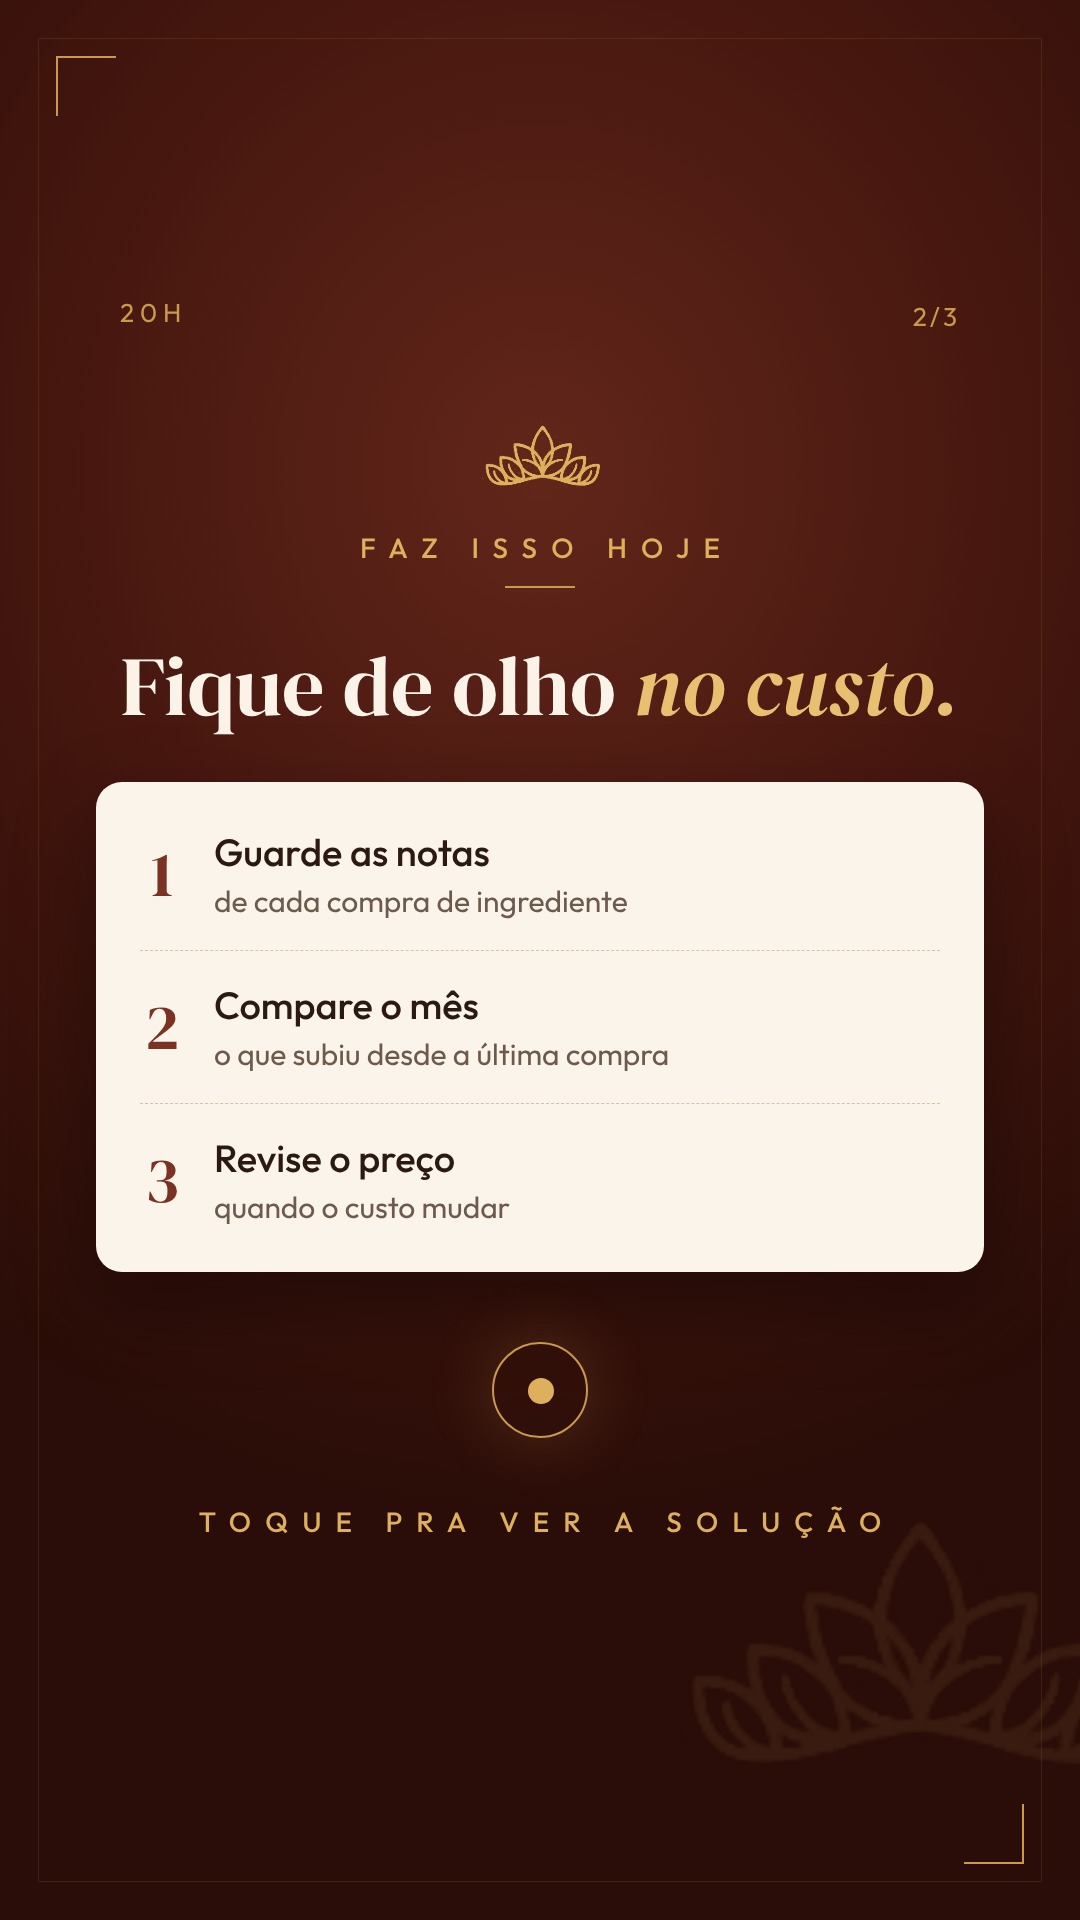 20H
2/3
FAZ ISSO HOJE
Fique de olho no custo.
1
Guarde as notas
de cada compra de ingrediente
2
Compare o mês
o que subiu desde a última compra
3
Revise o preço
quando o custo mudar
TOQUE PRA VER A SOLUÇÃO